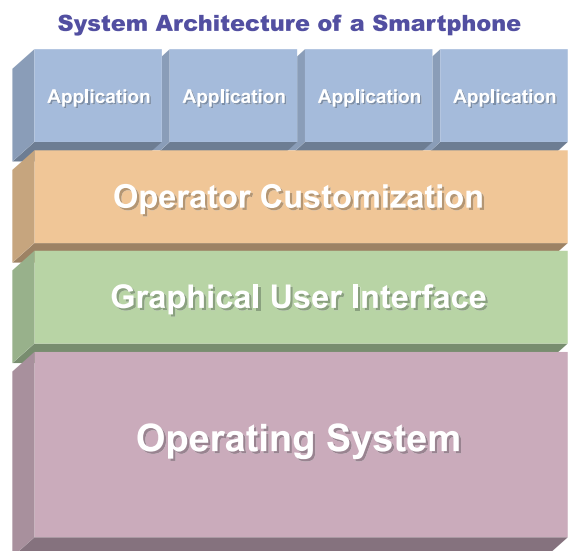 System Architecture of a Smartphone
Application Application Application Application
Operator Customization
Graphical User Interface
Operating System